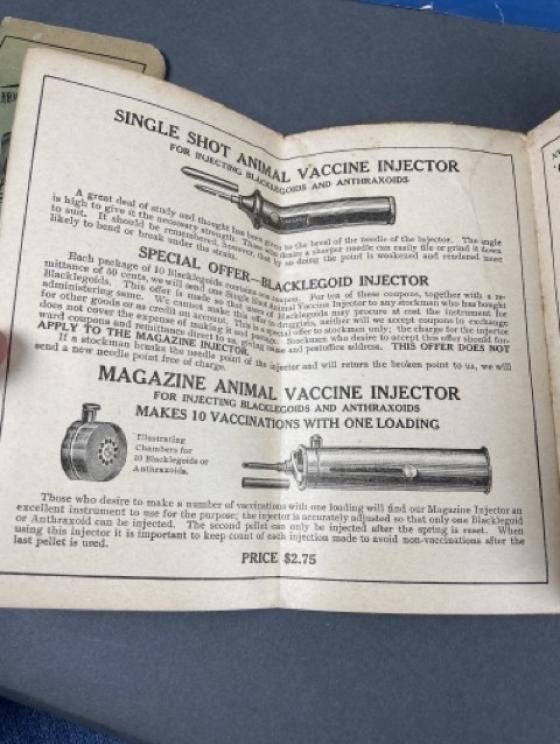 SINGLE SHOT ANIMAL VACCINE INJECTOR
FOR INJECTING BLACKLEGOIDS AND ANTHRAXOIDS
A great deal of study and thought has been given to the bevel of the needle of the injector. The angle
is high to give it the necessary strength. Those who desire a sharper needle can easily file or grind it down
to suit. It should be remembered, however, that by so doing the point is weakened and rendered more
likely to bend or break under the strain.
SPECIAL OFFER—BLACKLEGOID INJECTOR
Each package of 10 Blacklegoids contains one coupon. For ten of these coupons, together with a re-
mittance of 50 cents, we will send one Single Shot Animal Vaccine Injector to any stockman who has bought
Blacklegoids. This offer is made so that users of Blacklegoids may procure at cost the instrument for
administering same. We cannot make this offer to druggists, neither will we accept coupons in exchange
for other goods or as credit on account. This is a special offer to stockmen only; the charge for the injector
does not cover the expense of making it and postage. Stockmen who desire to accept this offer should for-
ward coupons and remittance direct to us, giving name and postoffice address. THIS OFFER DOES NOT
APPLY TO THE MAGAZINE INJECTOR.
If a stockman breaks the needle point of the injector and will return the broken point to us, we will
send a new needle point free of charge.
MAGAZINE ANIMAL VACCINE INJECTOR
FOR INJECTING BLACKLEGOIDS AND ANTHRAXOIDS
MAKES 10 VACCINATIONS WITH ONE LOADING
Illustrating
Chambers for
10 Blacklegoids or
Anthraxoids.
Those who desire to make a number of vaccinations with one loading will find our Magazine Injector an
excellent instrument to use for the purpose; the injector is accurately adjusted so that only one Blacklegoid
or Anthraxoid can be injected. The second pellet can only be injected after the spring is reset. When
using this injector it is important to keep count of each injection made to avoid non-vaccinations after the
last pellet is used.
PRICE $2.75